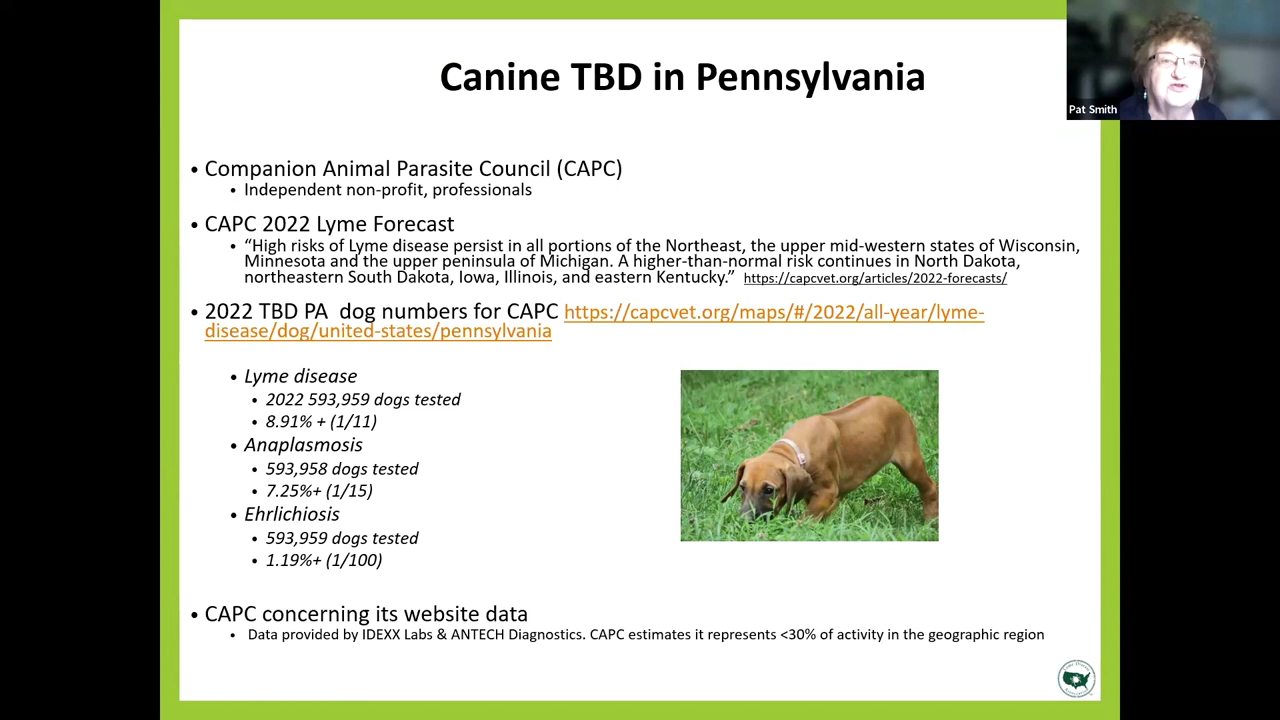 Canine TBD in Pennsylvania
Pat Smith
• Companion Animal Parasite Council (CAPC)
• Independent non-profit, professionals
• CAPC 2022 Lyme Forecast
• “High risks of Lyme disease persist in all portions of the Northeast, the upper mid-western states of Wisconsin,
Minnesota and the upper peninsula of Michigan. A higher-than-normal risk continues in North Dakota,
northeastern South Dakota, Iowa, Illinois, and eastern Kentucky.” https://capcvet.org/articles/2022-forecasts/
• 2022 TBD PA dog numbers for CAPC https://capcvet.org/maps/#/2022/all-year/lyme-
disease/dog/united-states/pennsylvania
• Lyme disease
• 2022 593,959 dogs tested
• 8.91% + (1/11)
• Anaplasmosis
• 593,958 dogs tested
• 7.25%+ (1/15)
• Ehrlichiosis
• 593,959 dogs tested
• 1.19%+ (1/100)
• CAPC concerning its website data
• Data provided by IDEXX Labs & ANTECH Diagnostics. CAPC estimates it represents <30% of activity in the geographic region